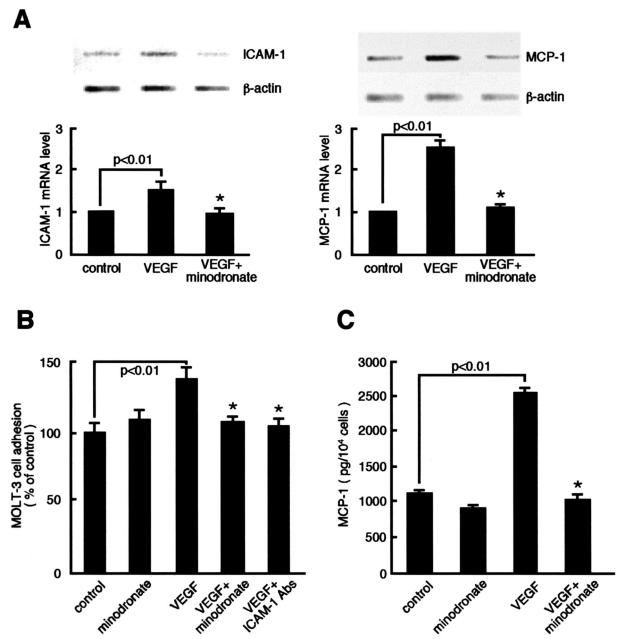 A
ICAM-1
β-actin
MCP-1
β-actin
ICAM-1 mRNA level
3
2
1
0
p<0.01
*
control
VEGF
VEGF+
minodronate
MCP-1 mRNA level
3
2
1
0
p<0.01
*
control
VEGF
VEGF+
minodronate
B
MOLT-3 cell adhesion
( % of control)
150
100
50
0
p<0.01
*
*
control
minodronate
VEGF
VEGF+
minodronate
VEGF+
ICAM-1 Abs
C
MCP-1 ( pg/10⁴ cells)
3000
2500
2000
1500
1000
500
0
p<0.01
*
control
minodronate
VEGF
VEGF+
minodronate